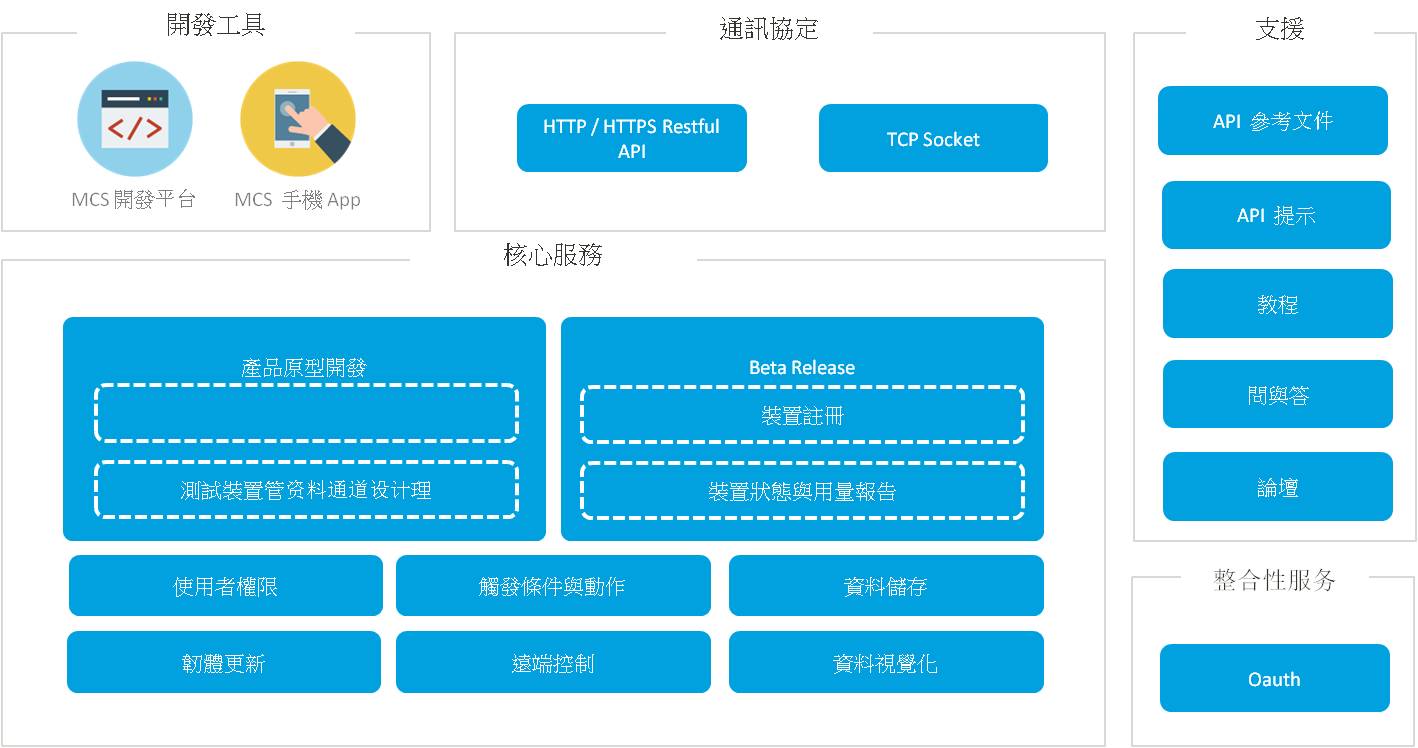 開發工具
MCS 開發平台
MCS 手機 App
通訊協定
HTTP / HTTPS Restful
API
TCP Socket
支援
API 參考文件
API 提示
教程
問與答
論壇
核心服務
產品原型開發
測試裝置管资料通道设计理
Beta Release
裝置註冊
裝置狀態與用量報告
使用者權限
觸發條件與動作
資料儲存
韌體更新
遠端控制
資料視覺化
整合性服务
Oauth